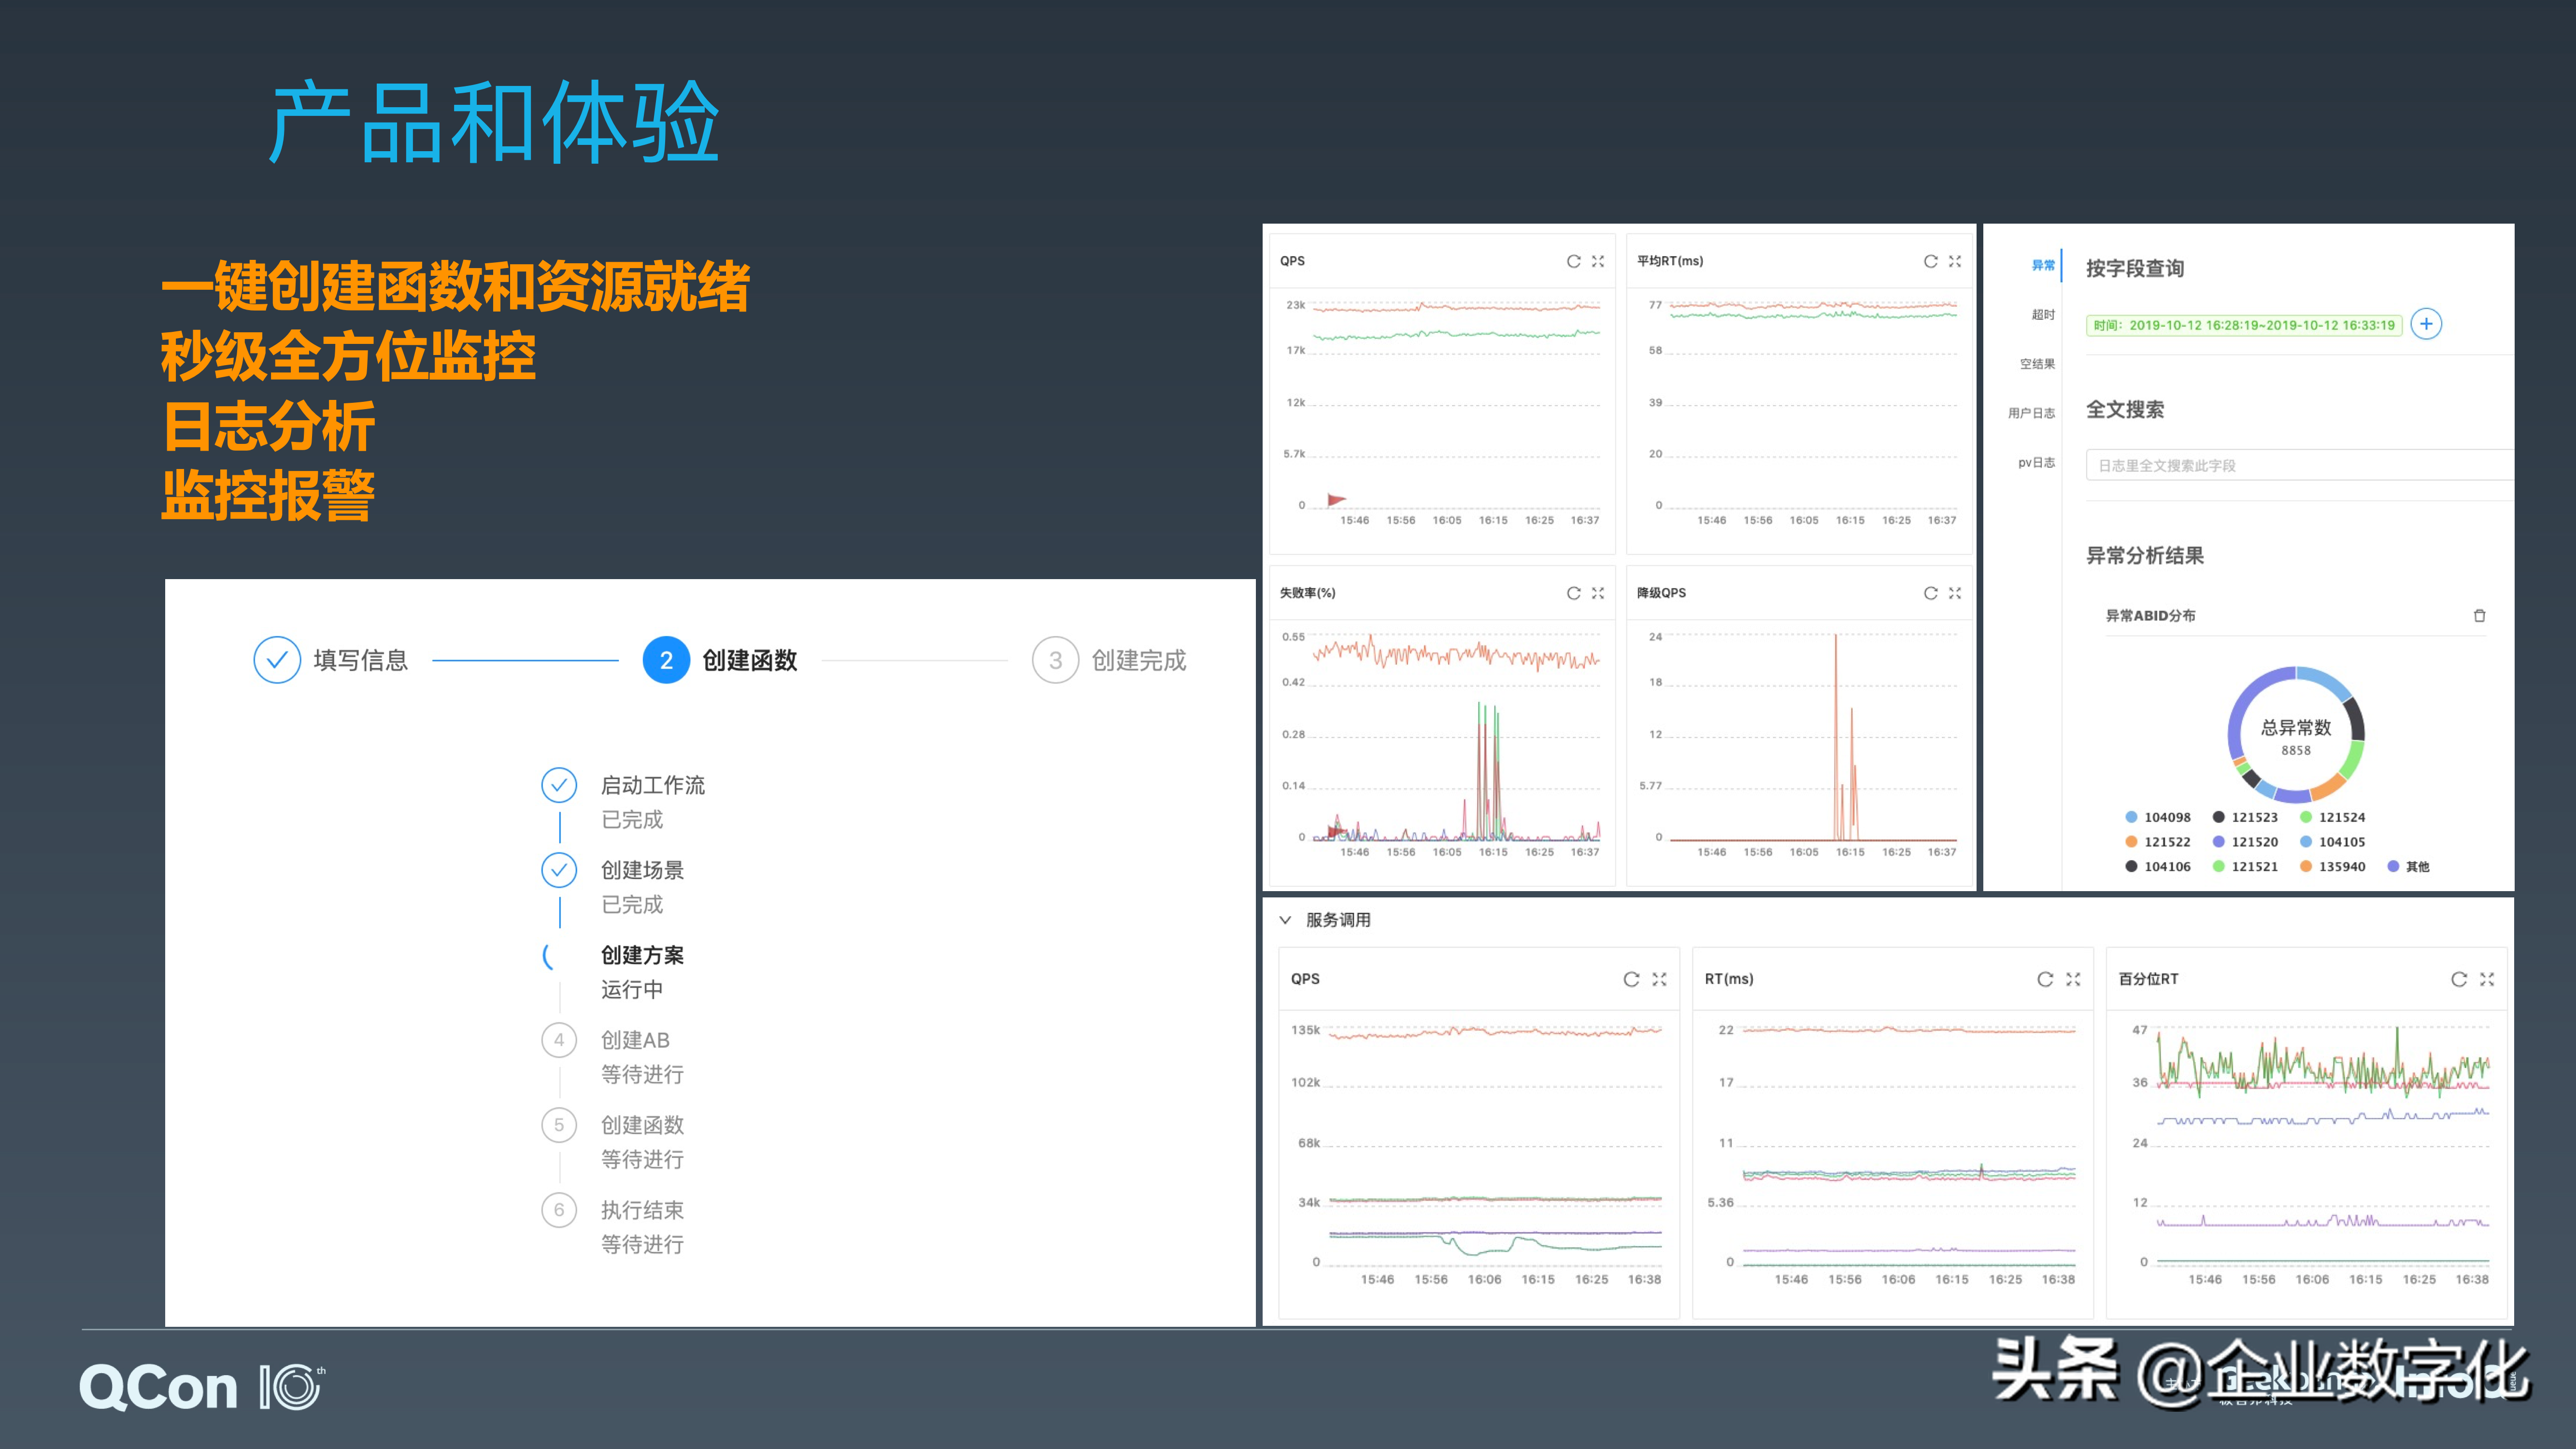 产品和体验
一键创建函数和资源就绪
秒级全方位监控
日志分析
监控报警
填写信息
2 创建函数
3 创建完成
启动工作流
已完成
创建场景
已完成
创建方案
运行中
4 创建AB
等待进行
5 创建函数
等待进行
6 执行结束
等待进行
QPS
23k
17k
12k
5.7k
0
15:46 15:56 16:05 16:15 16:25 16:37
平均RT(ms)
77
58
39
20
0
15:46 15:56 16:05 16:15 16:25 16:37
失败率(%)
0.55
0.42
0.28
0.14
0
15:46 15:56 16:05 16:15 16:25 16:37
降级QPS
24
18
12
5.77
0
15:46 15:56 16:05 16:15 16:25 16:37
异常
超时
空结果
用户日志
pv日志
按字段查询
时间：2019-10-12 16:28:19~2019-10-12 16:33:19
全文搜索
日志里全文搜索此字段
异常分析结果
异常ABID分布
总异常数
8858
104098 121523 121524
121522 121520 104105
104106 121521 135940 其他
服务调用
QPS
135k
102k
68k
34k
0
15:46 15:56 16:06 16:15 16:25 16:38
RT(ms)
22
17
11
5.36
0
15:46 15:56 16:06 16:15 16:25 16:38
百分位RT
47
36
24
12
0
15:46 15:56 16:06 16:15 16:25 16:38
QCon 10th
头条 @企业数字化